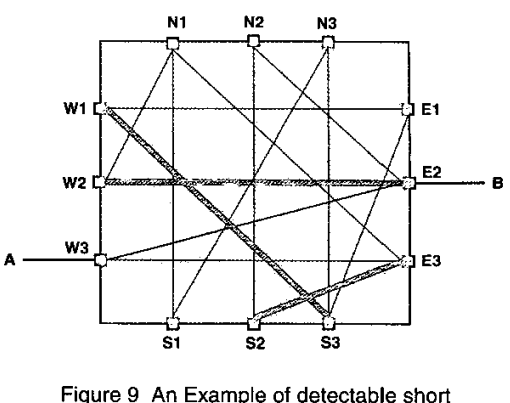 N1 N2 N3
W1 E1
W2 E2 B
A W3 E3
S1 S2 S3
Figure 9 An Example of detectable short